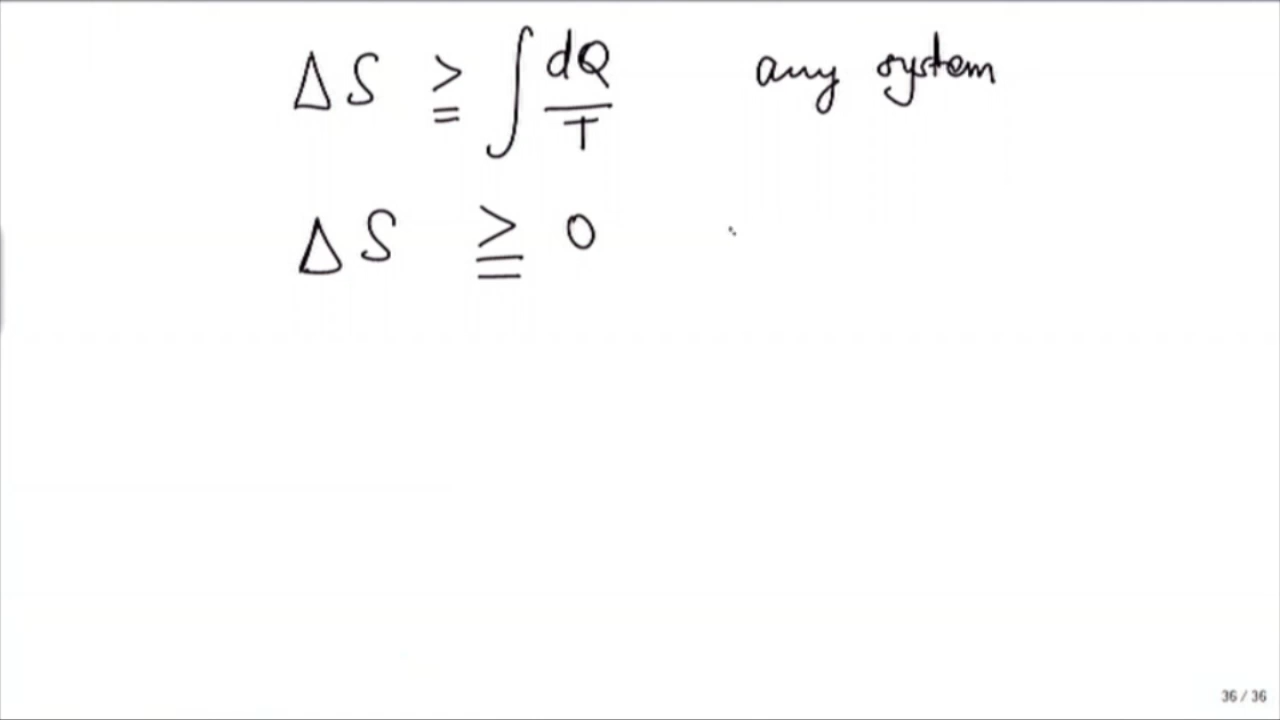 ΔS ≧ ∫ dQ/T any system
ΔS ≧ 0
36 / 36